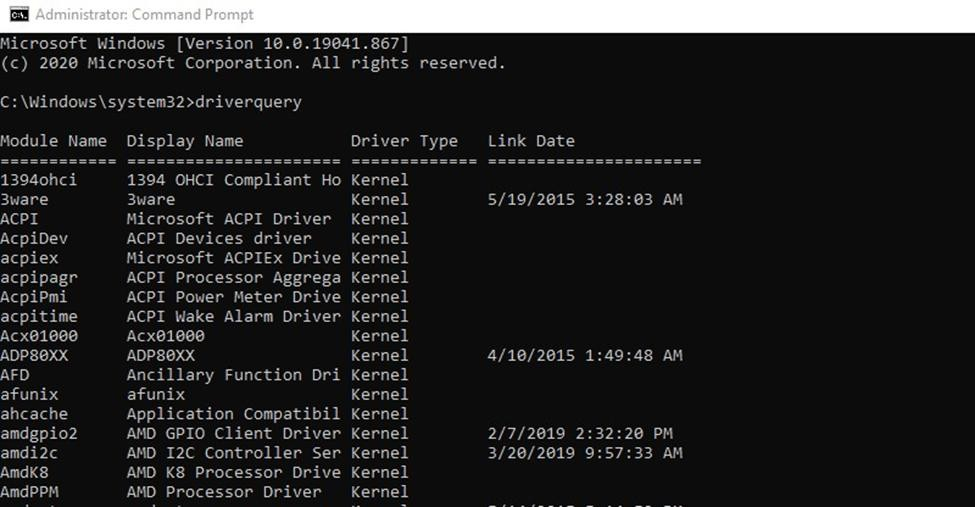 Administrator: Command Prompt
Microsoft Windows [Version 10.0.19041.867]
(c) 2020 Microsoft Corporation. All rights reserved.
C:\Windows\system32>driverquery
Module Name  Display Name           Driver Type   Link Date
============ ====================== ============= ======================
1394ohci     1394 OHCI Compliant Ho Kernel
3ware        3ware                  Kernel        5/19/2015 3:28:03 AM
ACPI         Microsoft ACPI Driver  Kernel
AcpiDev      ACPI Devices driver    Kernel
acpiex       Microsoft ACPIEx Drive Kernel
acpipagr     ACPI Processor Aggrega Kernel
AcpiPmi      ACPI Power Meter Drive Kernel
acpitime     ACPI Wake Alarm Driver Kernel
Acx01000     Acx01000               Kernel
ADP80XX      ADP80XX                Kernel        4/10/2015 1:49:48 AM
AFD          Ancillary Function Dri Kernel
afunix       afunix                 Kernel
ahcache      Application Compatibil Kernel
amdgpio2     AMD GPIO Client Driver Kernel        2/7/2019 2:32:20 PM
amdi2c       AMD I2C Controller Ser Kernel        3/20/2019 9:57:33 AM
AmdK8        AMD K8 Processor Drive Kernel
AmdPPM       AMD Processor Driver   Kernel